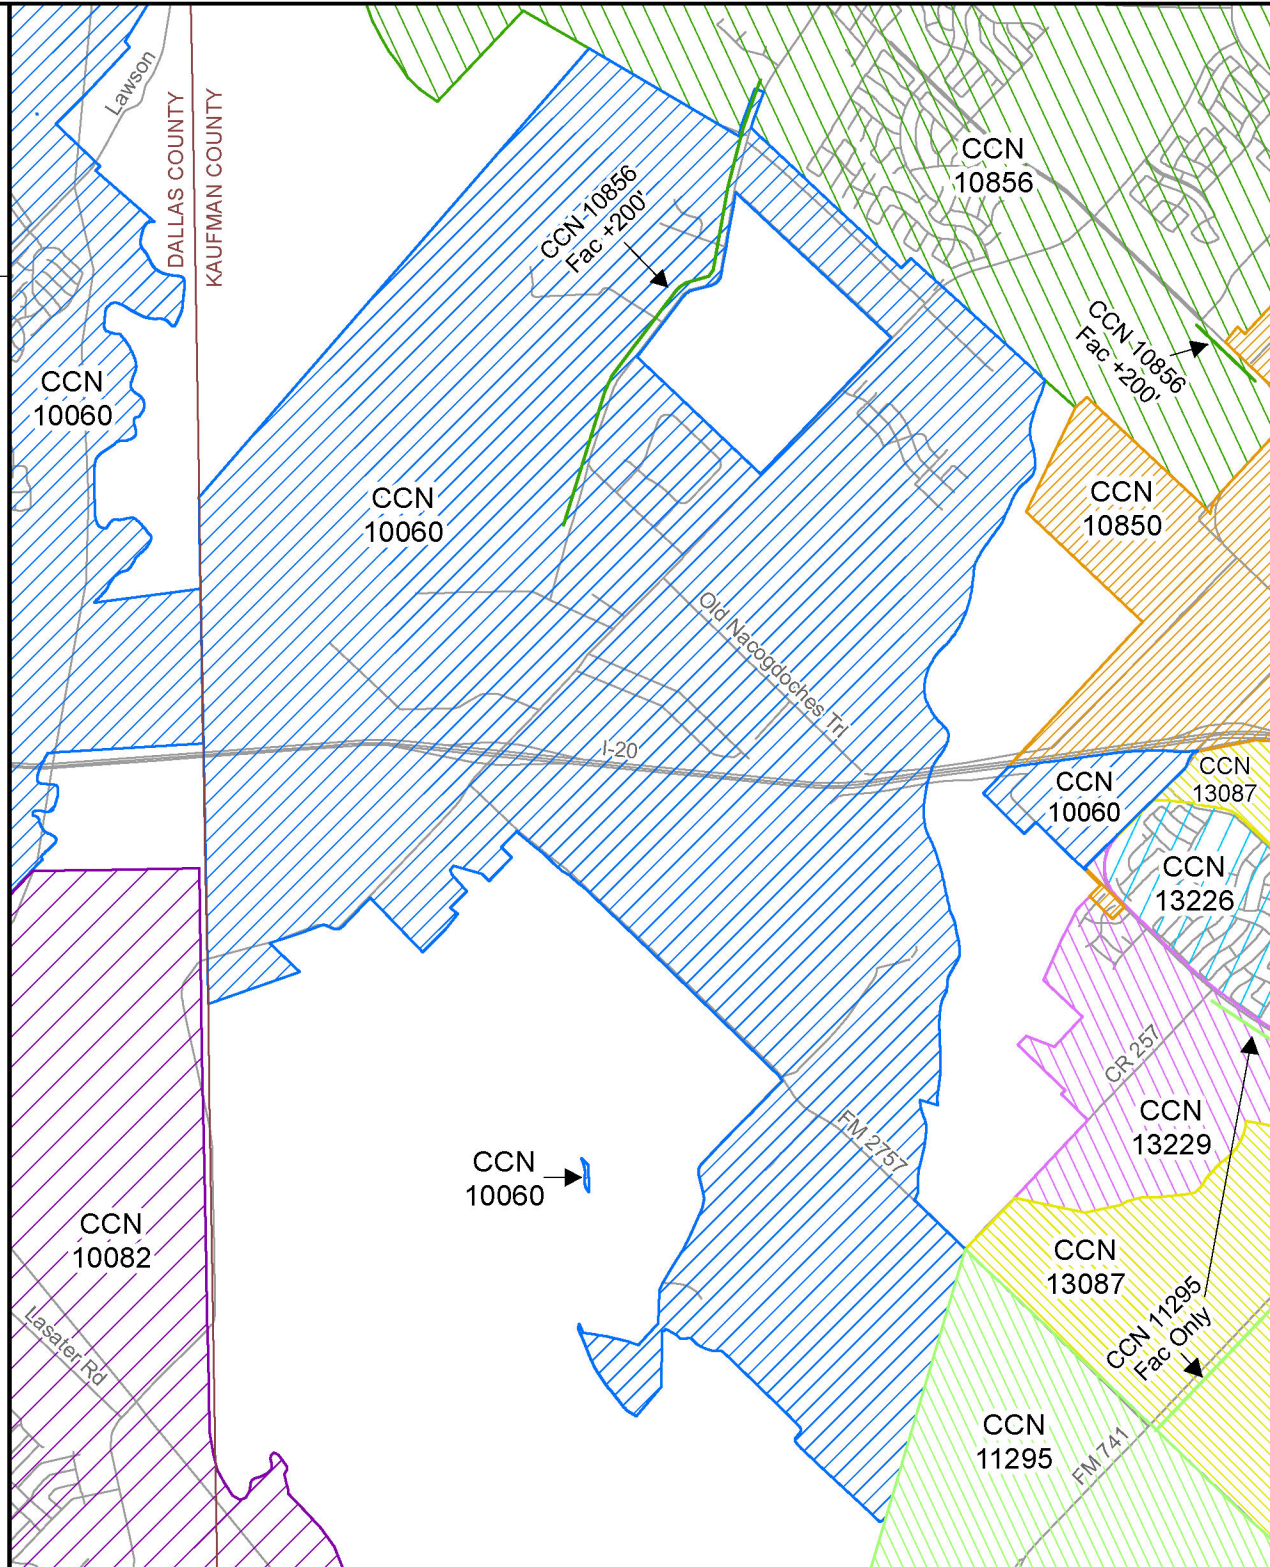 Lawson
DALLAS COUNTY
KAUFMAN COUNTY
CCN
10856
CCN 10856
Fac +200'
CCN 10856
Fac +200'
CCN
10060
CCN
10060
CCN
10850
Old Nacogdoches Trl
I-20
CCN
10060
CCN
13087
CCN
13226
CR 257
CCN
13229
FM 2757
CCN
10060
CCN
10082
CCN
13087
CCN 11295
Fac Only
Lasater Rd
CCN
11295
FM 741